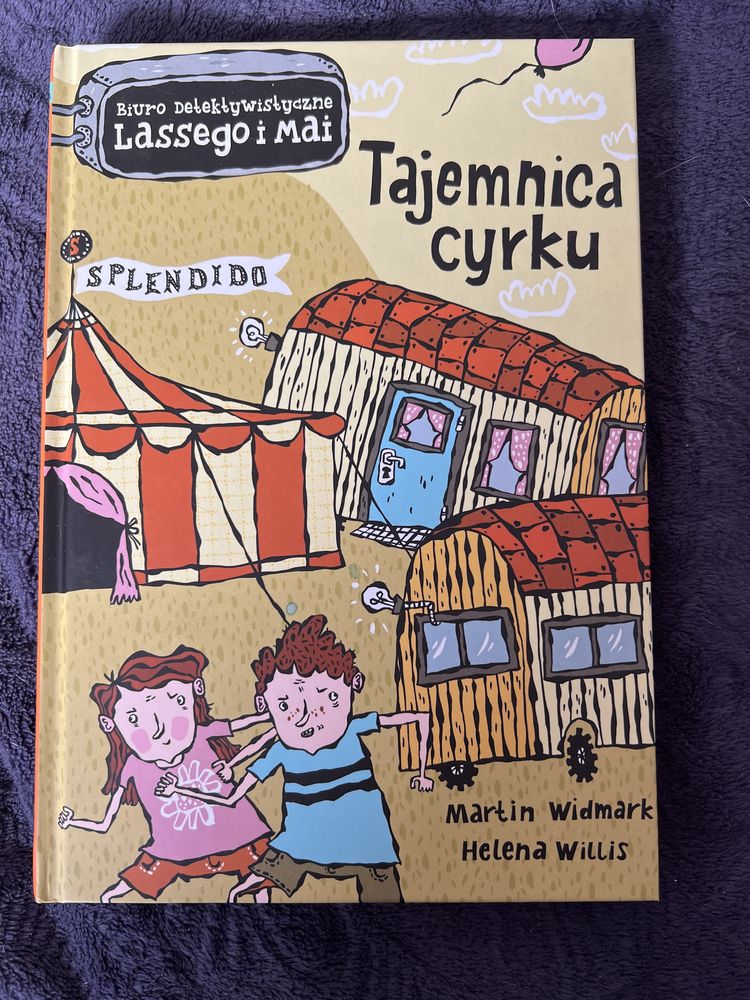 Biuro Detektywistyczne
Lassego i Mai
Tajemnica
cyrku
S
SPLENDIDO
Martin Widmark
Helena Willis